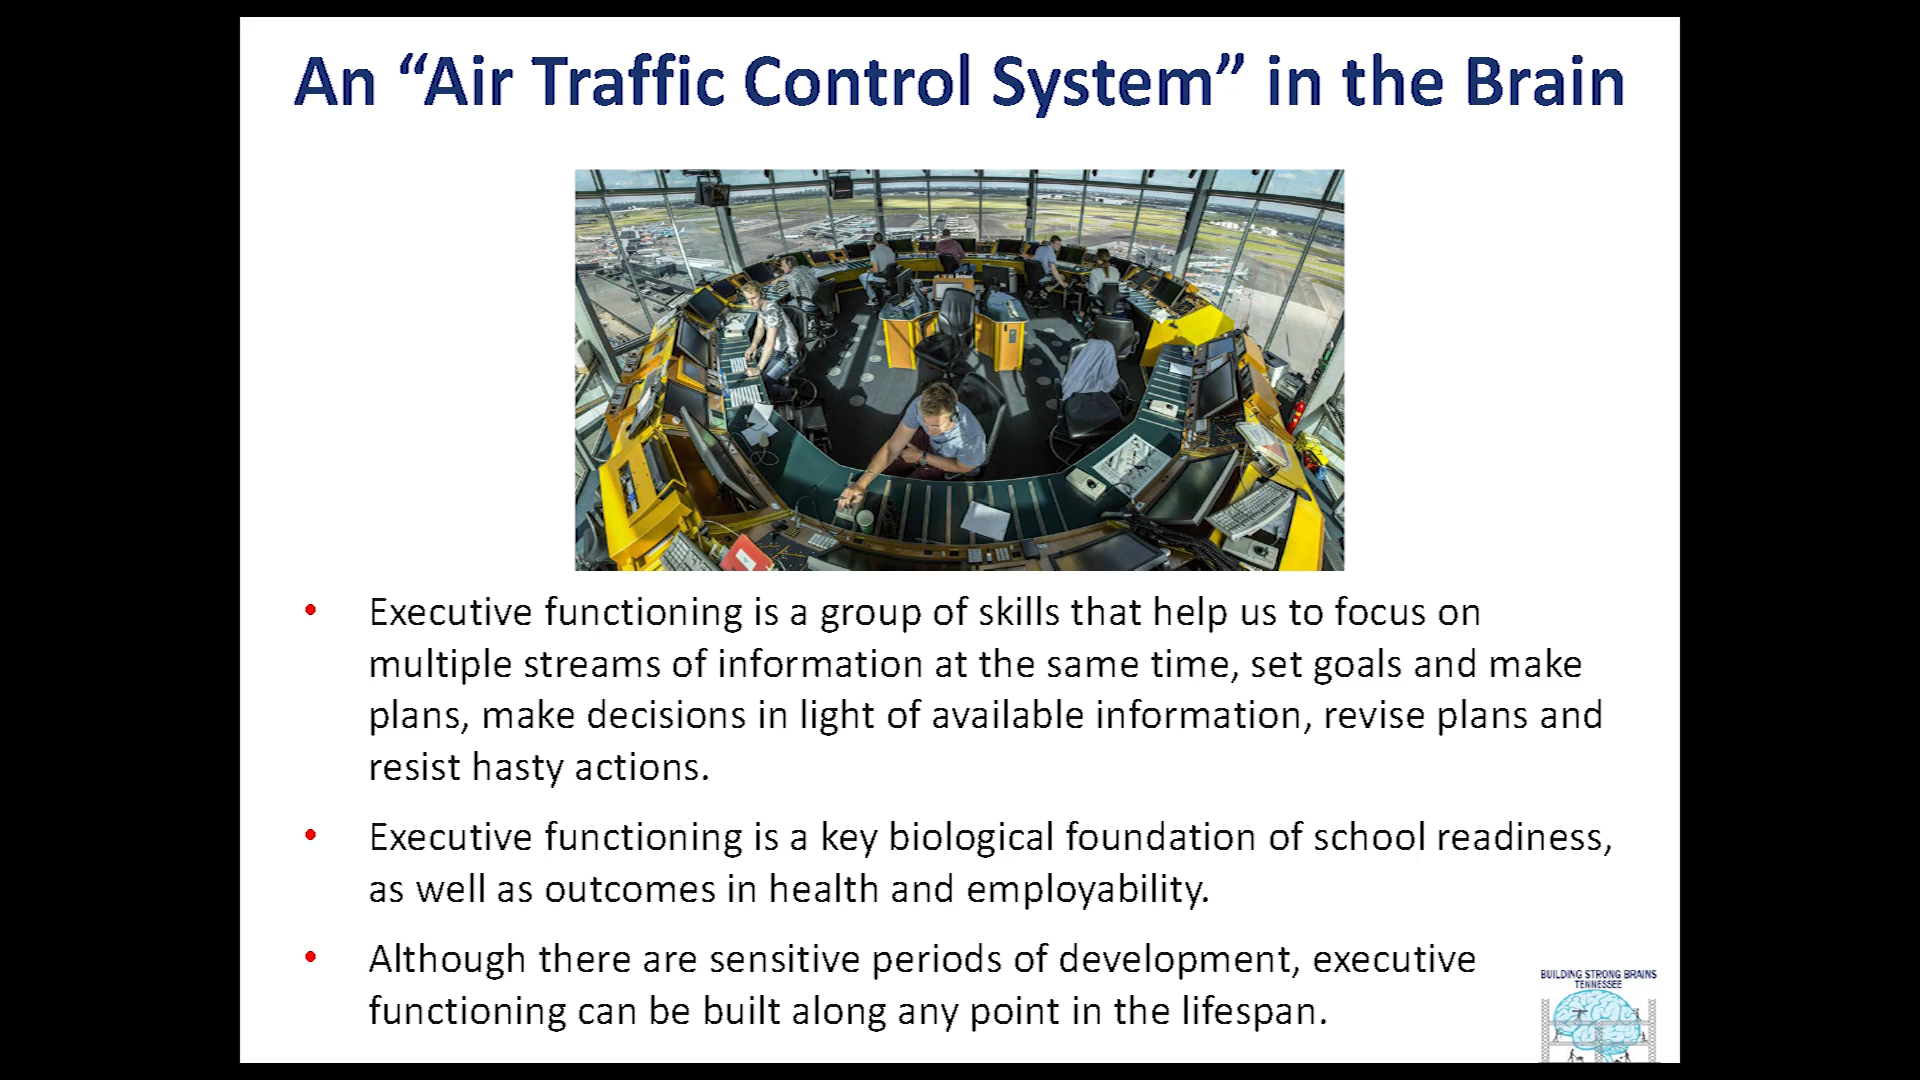 An “Air Traffic Control System” in the Brain
• Executive functioning is a group of skills that help us to focus on
multiple streams of information at the same time, set goals and make
plans, make decisions in light of available information, revise plans and
resist hasty actions.
• Executive functioning is a key biological foundation of school readiness,
as well as outcomes in health and employability.
• Although there are sensitive periods of development, executive
functioning can be built along any point in the lifespan.
BUILDING STRONG BRAINS
TENNESSEE